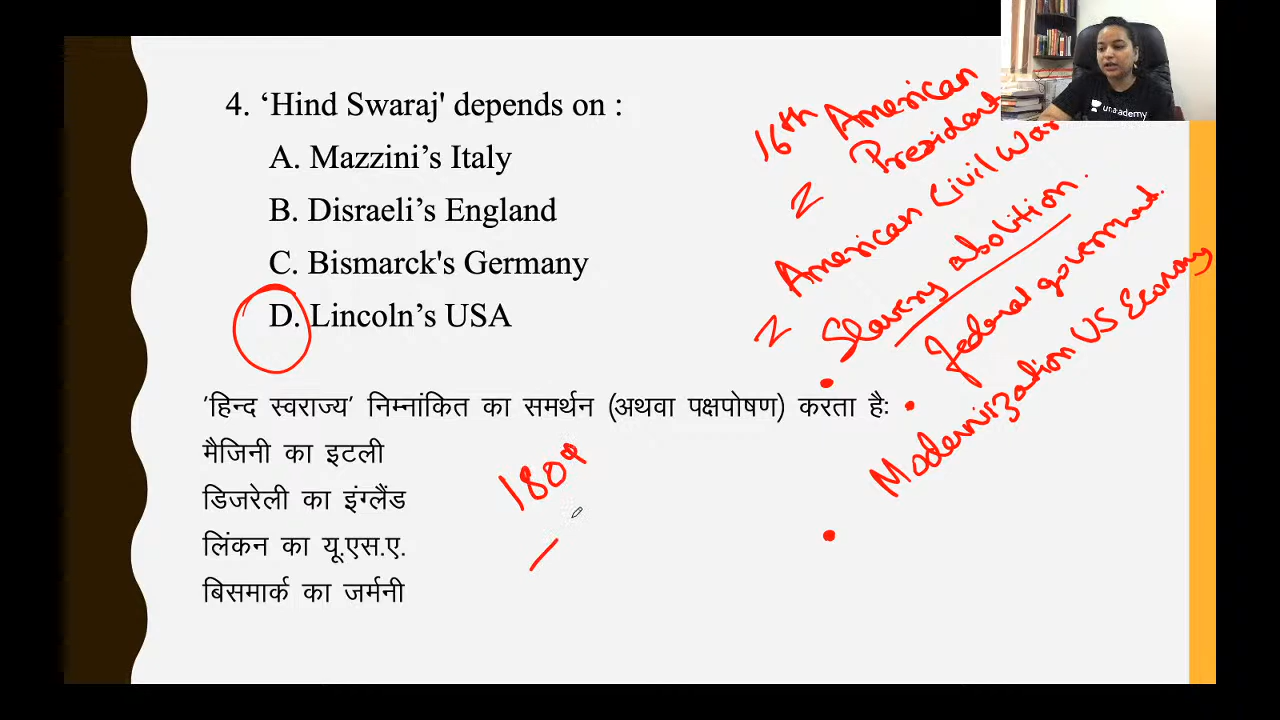 4. 'Hind Swaraj' depends on :
A. Mazzini's Italy
B. Disraeli's England
C. Bismarck's Germany
D. Lincoln's USA
'हिन्द स्वराज्य' निम्नांकित का समर्थन (अथवा पक्षपोषण) करता हैः
मैजिनी का इटली
डिजरेली का इंग्लैंड
लिंकन का यू.एस.ए.
बिसमार्क का जर्मनी
16th American
President
American Civil War
Slavery abolition.
federal government.
Modernization US Economy
1809
unacademy